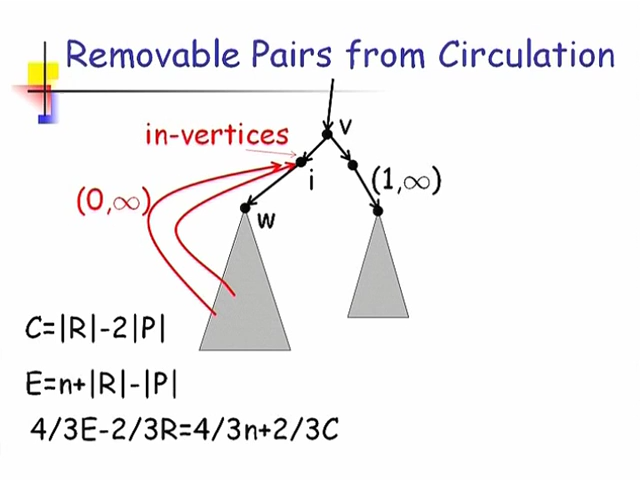 Removable Pairs from Circulation
in-vertices
v
i
(1,∞)
(0,∞)
w
C=|R|-2|P|
E=n+|R|-|P|
4/3E-2/3R=4/3n+2/3C